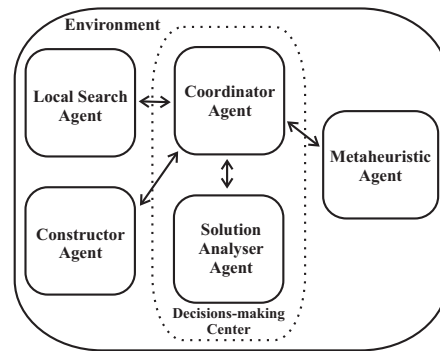 Environment
Local Search
Agent
Coordinator
Agent
Metaheuristic
Agent
Constructor
Agent
Solution
Analyser
Agent
Decisions-making
Center